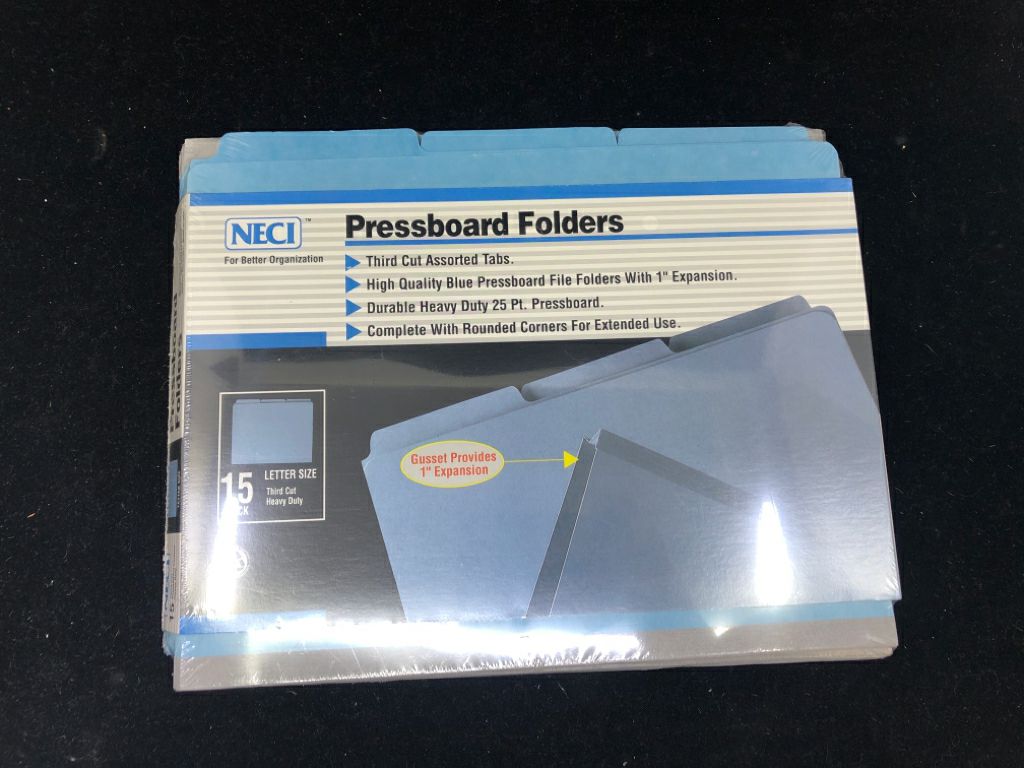 NECI ™
For Better Organization
Pressboard Folders
Third Cut Assorted Tabs.
High Quality Blue Pressboard File Folders With 1" Expansion.
Durable Heavy Duty 25 Pt. Pressboard.
Complete With Rounded Corners For Extended Use.
Gusset Provides
1" Expansion
LETTER SIZE
15
Third Cut
Heavy Duty